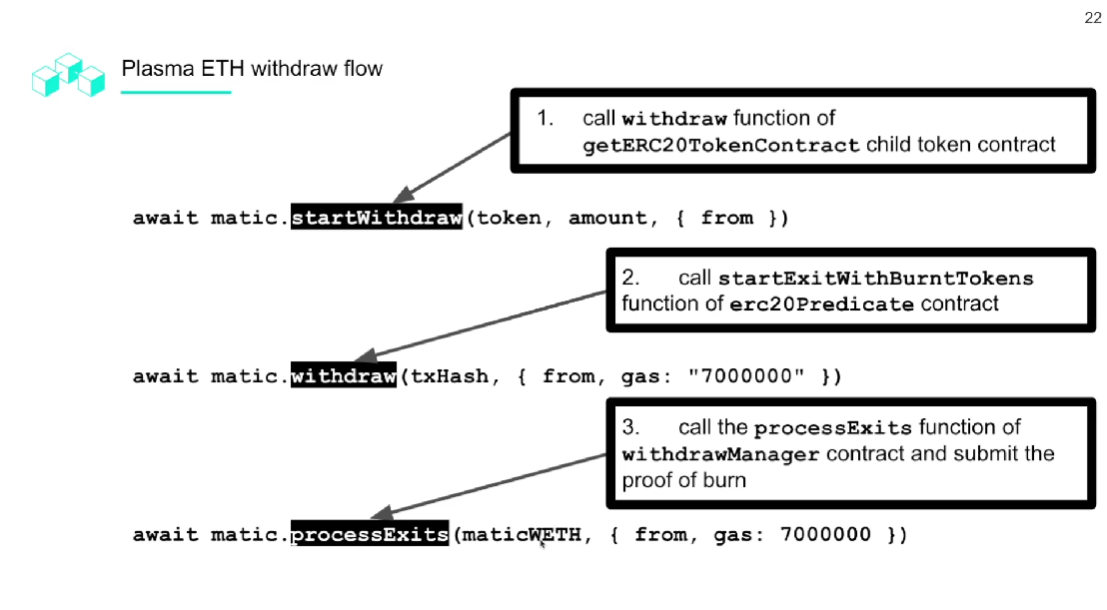 22
Plasma ETH withdraw flow
1. call withdraw function of
getERC20TokenContract child token contract
await matic.startWithdraw(token, amount, { from })
2. call startExitWithBurntTokens
function of erc20Predicate contract
await matic.withdraw(txHash, { from, gas: "7000000" })
3. call the processExits function of
withdrawManager contract and submit the
proof of burn
await matic.processExits(maticWETH, { from, gas: 7000000 })